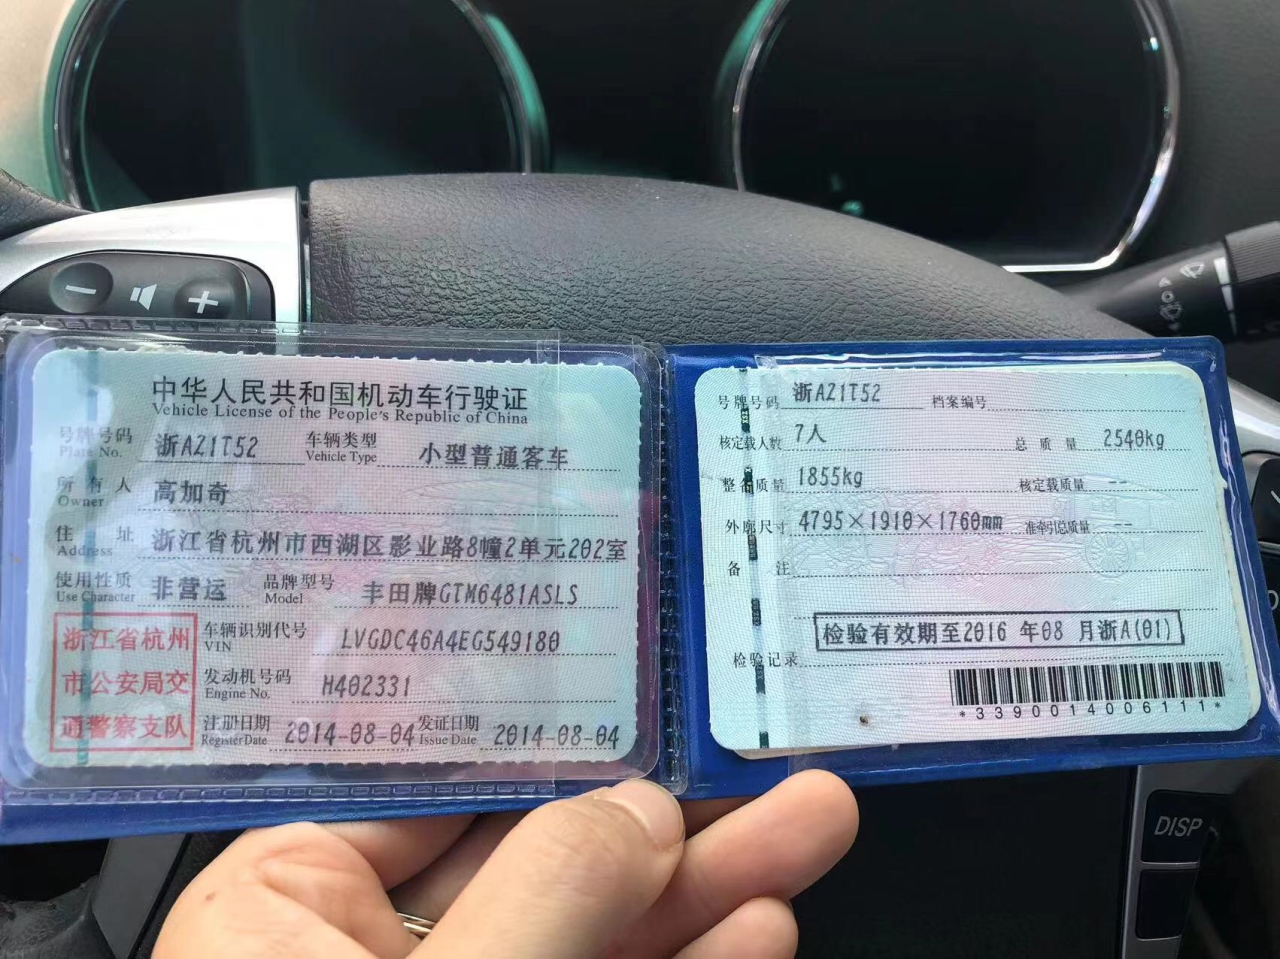 中华人民共和国机动车行驶证
Vehicle License of the People's Republic of China
号牌号码 浙AZ1T52 车辆类型 小型普通客车
Plate No. Vehicle Type
所有人 高加奇
Owner
住址 浙江省杭州市西湖区影业路8幢2单元202室
Address
使用性质 非营运 品牌型号 丰田牌GTM6481ASLS
Use Character Model
浙江省杭州
市公安局交
通警察支队
车辆识别代号 LVGDC46A4EG549180
VIN
发动机号码 H402331
Engine No.
注册日期 2014-08-04 发证日期 2014-08-04
Register Date Issue Date
号牌号码 浙AZ1T52 档案编号
核定载人数 7人 总质量 2540kg
整备质量 1855kg 核定载质量 --
外廓尺寸 4795×1910×1760mm 准牵引总质量 --
备注
检验有效期至2016 年08 月浙A(01)
检验记录
*3390014006111*
DISP